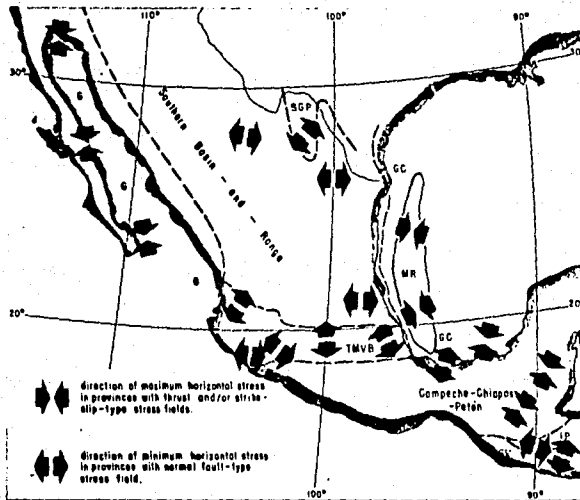 110°
100°
90°
30°
30
SGP
Southern Basin - and - Range
GC
G
G
MR
G
20°
20
TMVB
GC
Campeche-Chiapas
-Petén
direction of maximum horizontal stress
in provinces with thrust and/or strike-
slip-type stress fields.
direction of minimum horizontal stress
in provinces with normal fault-type
stress field.
100°
90°